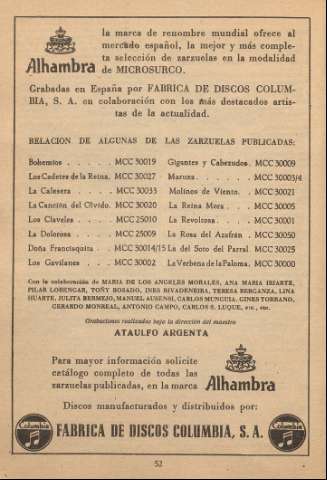 la marca de renombre mundial ofrece al
mercado español, la mejor y más comple-
ta selección de zarzuelas en la modalidad
de MICROSURCO.
Alhambra
Grabadas en España por FABRICA DE DISCOS COLUM-
BIA, S. A. en colaboración con los más destacados artis-
tas de la actualidad.
RELACION DE ALGUNAS DE LAS ZARZUELAS PUBLICADAS:
Bohemios . . . . . MCC 30019 Gigantes y Cabezudos. MCC 30009
Los Cadetes de la Reina. MCC 30027 Maruxa . . . . . MCC 30003/4
La Calesera . . . . MCC 30033 Molinos de Viento. . MCC 30021
La Canción del Olvido. MCC 30020 La Reina Mora . . . MCC 30005
Los Claveles . . . . MCC 25010 La Revoltosa . . . . MCC 30001
La Dolorosa . . . . MCC 25009 La Rosa del Azafrán . MCC 30050
Doña Francisquita . . MCC 30014/15 La del Soto del Parral. MCC 30025
Los Gavilanes . . . MCC 30002 La Verbena de la Paloma. MCC 30000
Con la colaboración de MARIA DE LOS ANGELES MORALES, ANA MARIA IRIARTE,
PILAR LORENGAR, TOÑY ROSADO, INES RIVADENEIRA, TERESA BERGANZA, LINA
HUARTE, JULITA BERMEJO, MANUEL AUSENSI, CARLOS MUNGUIA, GINES TORRANO,
GERARDO MONREAL, ANTONIO CAMPO, CARLOS S. LUQUE, etc., etc.
Grabaciones realizadas bajo la dirección del maestro
ATAULFO ARGENTA
Para mayor información solicite
catálogo completo de todas las
zarzuelas publicadas, en la marca
Alhambra
Discos manufacturados y distribuidos por:
Columbia
FABRICA DE DISCOS COLUMBIA, S. A.
Columbia
52